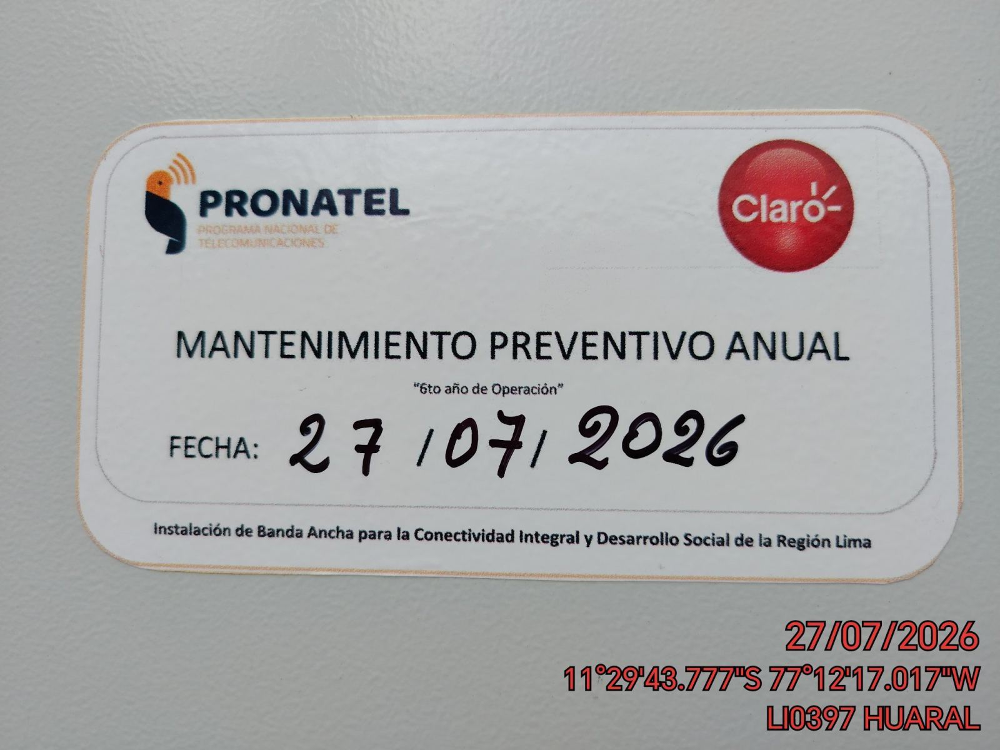 PRONATEL
PROGRAMA NACIONAL DE
TELECOMUNICACIONES
Claro
MANTENIMIENTO PREVENTIVO ANUAL
"6to año de Operación"
FECHA: 27/07/2026
Instalación de Banda Ancha para la Conectividad Integral y Desarrollo Social de la Región Lima
27/07/2026
11°29'43.777"S 77°12'17.017"W
LI0397 HUARAL